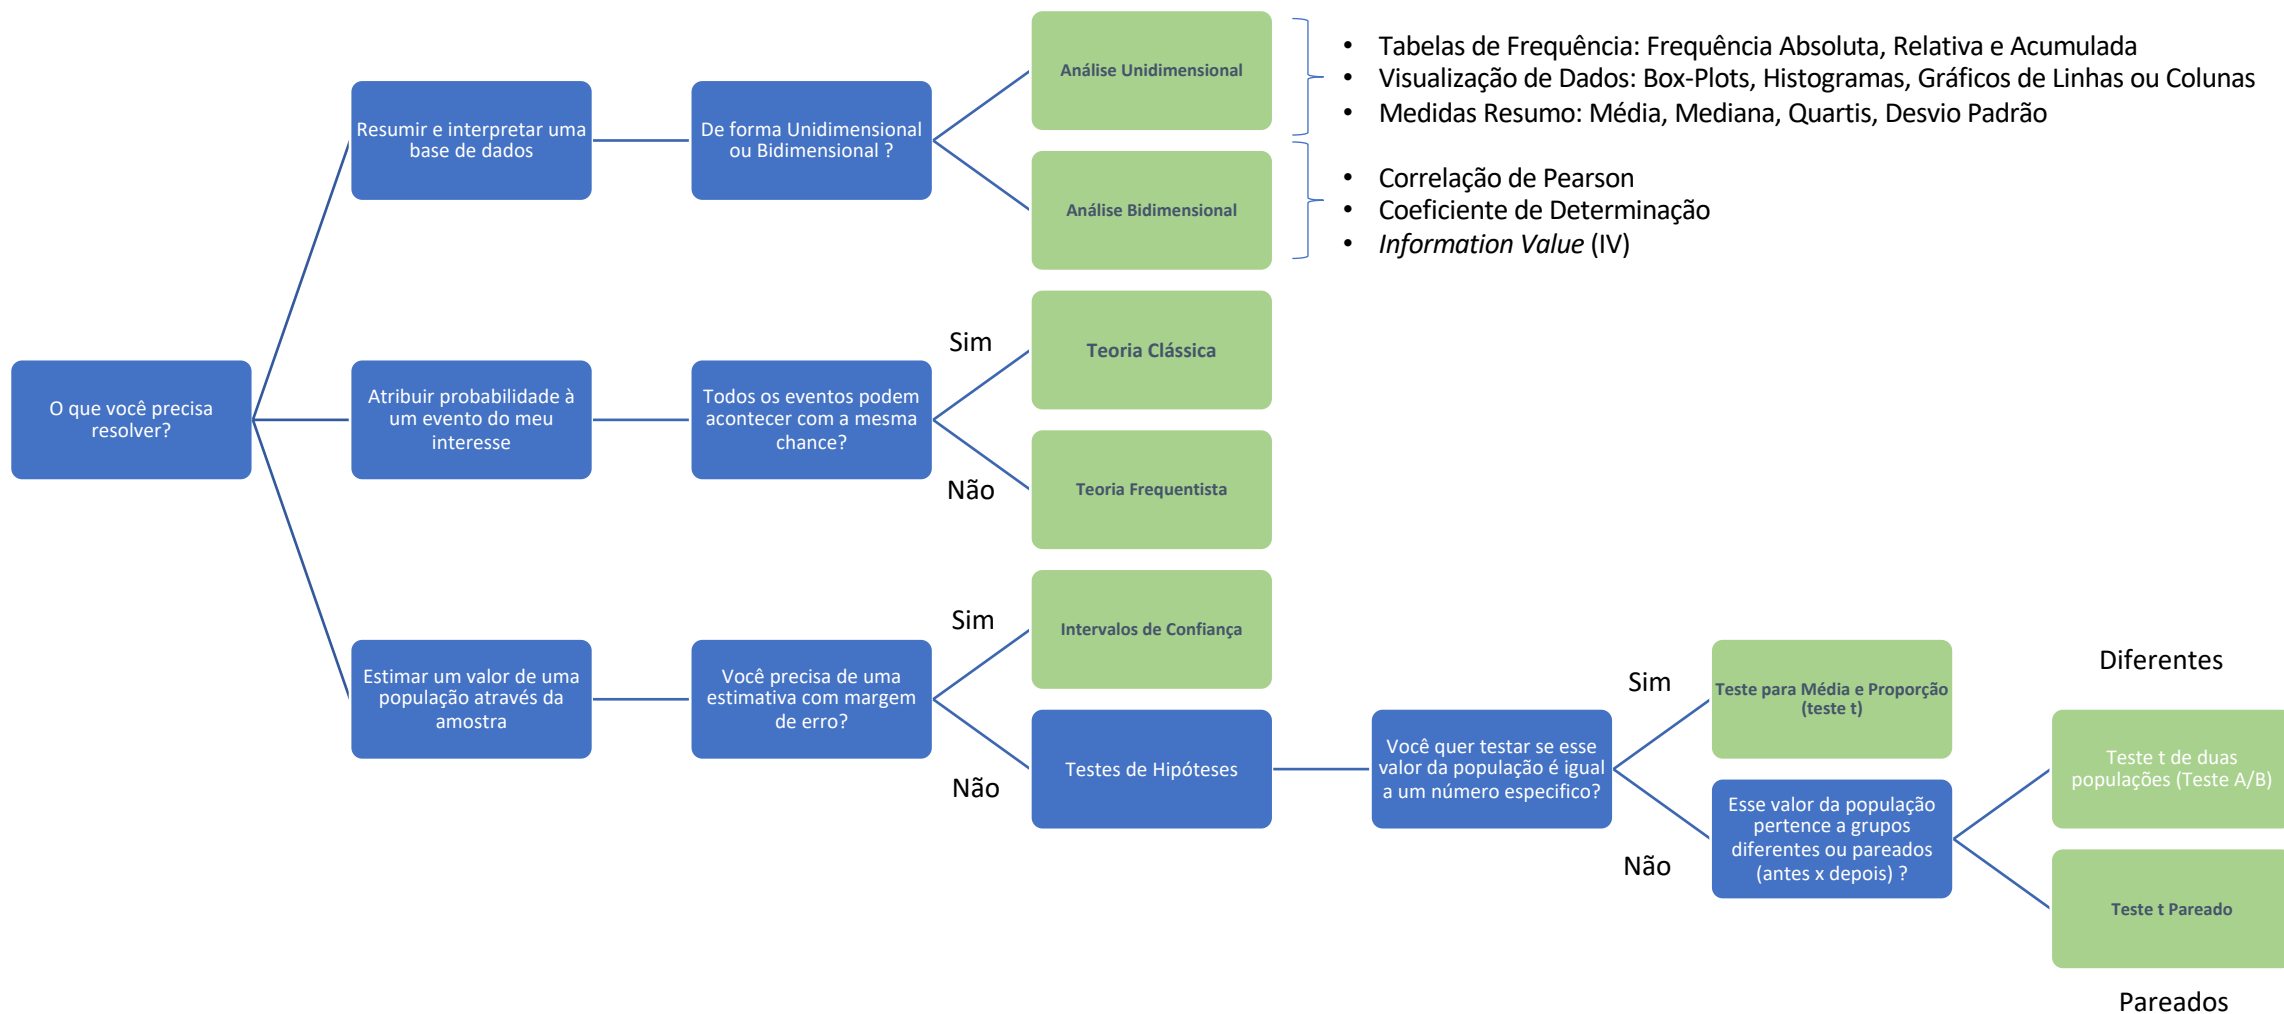 Análise Unidimensional
• Tabelas de Frequência: Frequência Absoluta, Relativa e Acumulada
• Visualização de Dados: Box-Plots, Histogramas, Gráficos de Linhas ou Colunas
• Medidas Resumo: Média, Mediana, Quartis, Desvio Padrão
Resumir e interpretar uma
base de dados
De forma Unidimensional
ou Bidimensional ?
Análise Bidimensional
• Correlação de Pearson
• Coeficiente de Determinação
• Information Value (IV)
O que você precisa
resolver?
Atribuir probabilidade à
um evento do meu
interesse
Todos os eventos podem
acontecer com a mesma
chance?
Sim
Teoria Clássica
Não
Teoria Frequentista
Estimar um valor de uma
população através da
amostra
Você precisa de uma
estimativa com margem
de erro?
Sim
Intervalos de Confiança
Não
Testes de Hipóteses
Você quer testar se esse
valor da população é igual
a um número especifico?
Sim
Teste para Média e Proporção
(teste t)
Não
Esse valor da população
pertence a grupos
diferentes ou pareados
(antes x depois) ?
Diferentes
Teste t de duas
populações (Teste A/B)
Teste t Pareado
Pareados